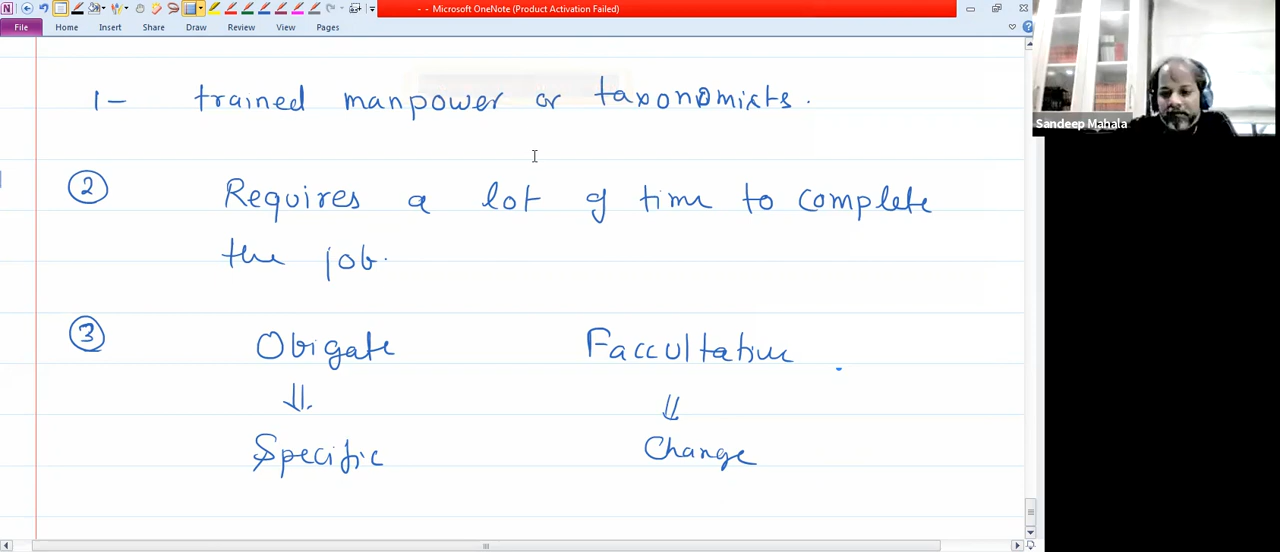 Microsoft OneNote (Product Activation Failed)
File Home Insert Share Draw Review View Pages
1- trained manpower or taxonomists.
Sandeep Mahala
② Requires a lot of time to complete
the job.
③ Obigate Faccultative
Specific Change